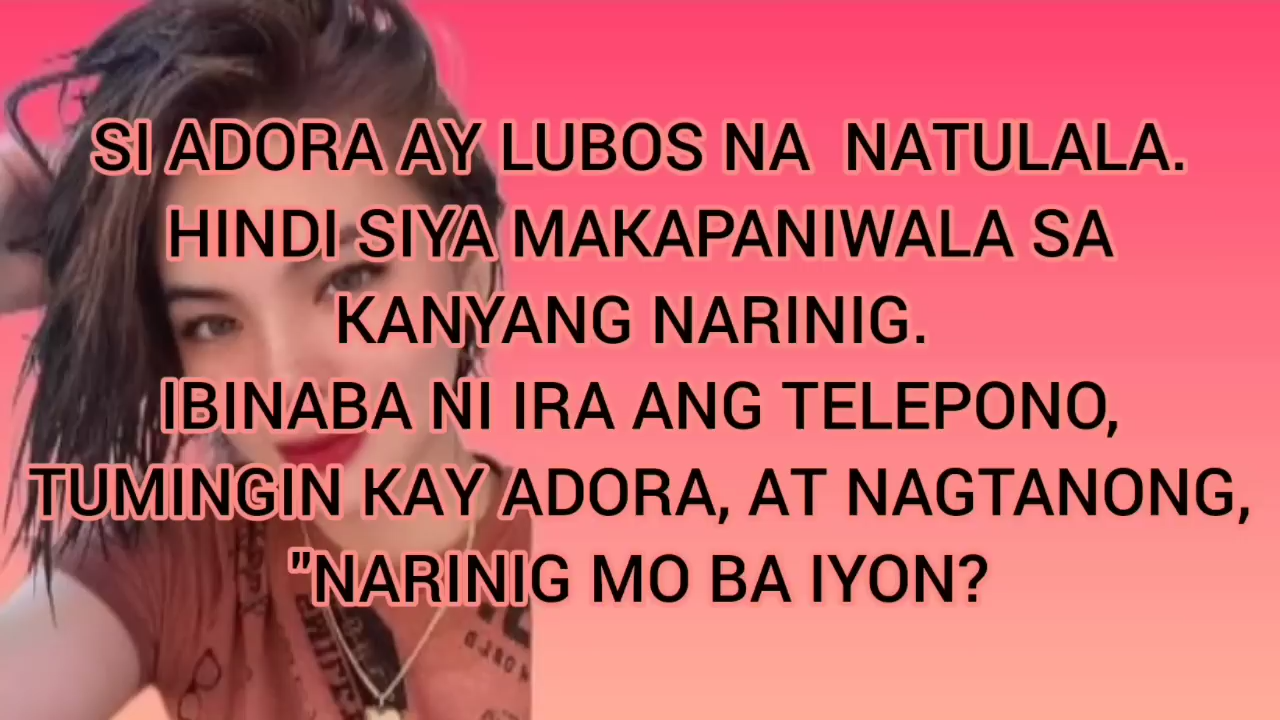 SI ADORA AY LUBOS NA NATULALA.
HINDI SIYA MAKAPANIWALA SA
KANYANG NARINIG.
IBINABA NI IRA ANG TELEPONO,
TUMINGIN KAY ADORA, AT NAGTANONG,
"NARINIG MO BA IYON?